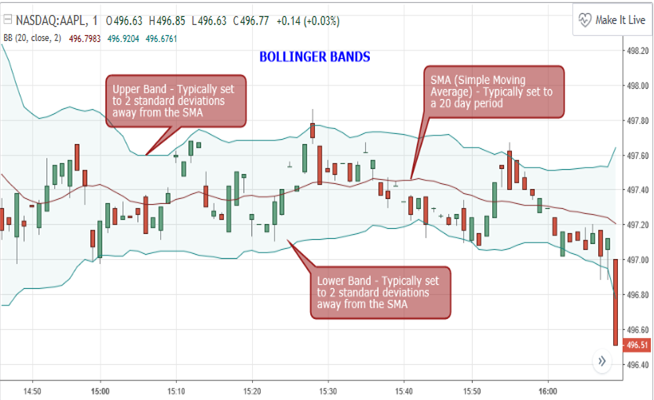 NASDAQ:AAPL, 1 O496.63 H496.85 L496.63 C496.77 +0.14 (+0.03%)
Make It Live
BB (20, close, 2) 496.7983 496.9204 496.6761
BOLLINGER BANDS
498.20
Upper Band - Typically set
to 2 standard deviations
away from the SMA
SMA (Simple Moving
Average) - Typically set to
a 20 day period
498.00
497.80
497.60
497.40
497.20
497.00
Lower Band - Typically set
to 2 standard deviations
away from the SMA
496.80
496.60
496.51
496.40
14:50 15:00 15:10 15:20 15:30 15:40 15:50 16:00